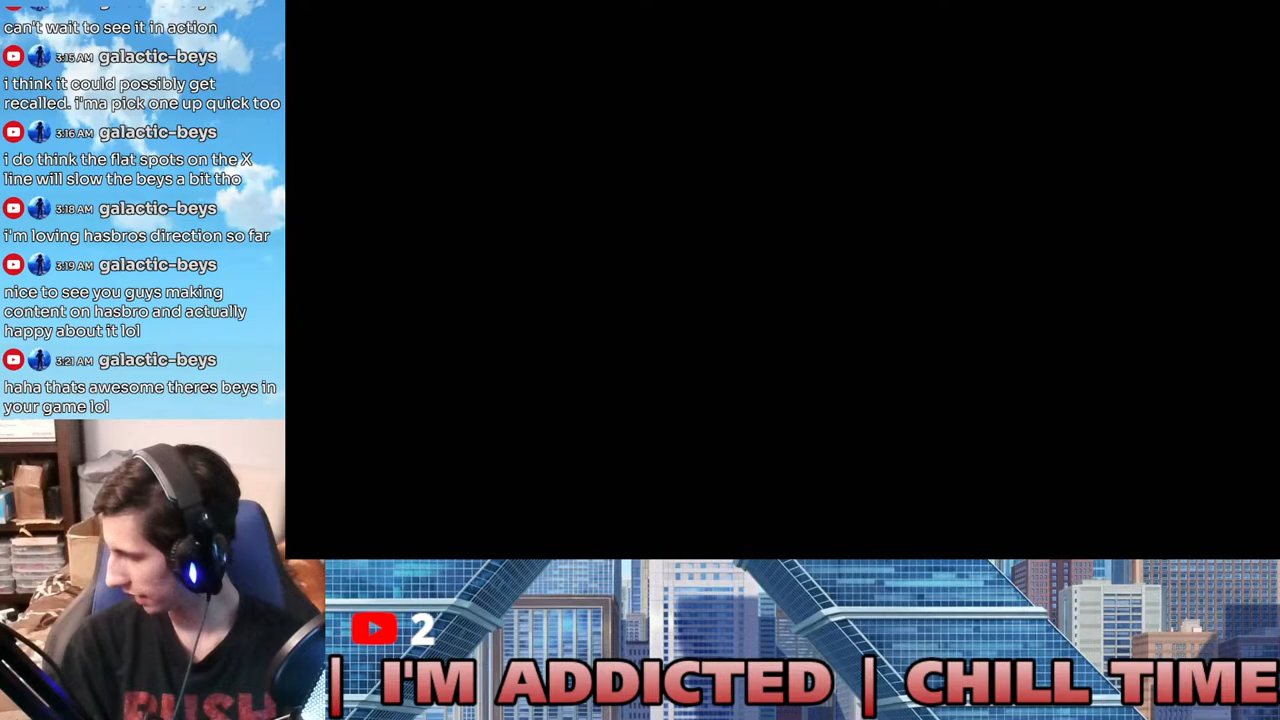 can't wait to see it in action
3:15 AM galactic-beys
i think it could possibly get
recalled. i'ma pick one up quick too
3:16 AM galactic-beys
i do think the flat spots on the X
line will slow the beys a bit tho
3:18 AM galactic-beys
i'm loving hasbros direction so far
3:19 AM galactic-beys
nice to see you guys making
content on hasbro and actually
happy about it lol
3:21 AM galactic-beys
haha thats awesome theres beys in
your game lol
2
| I'M ADDICTED | CHILL TIME